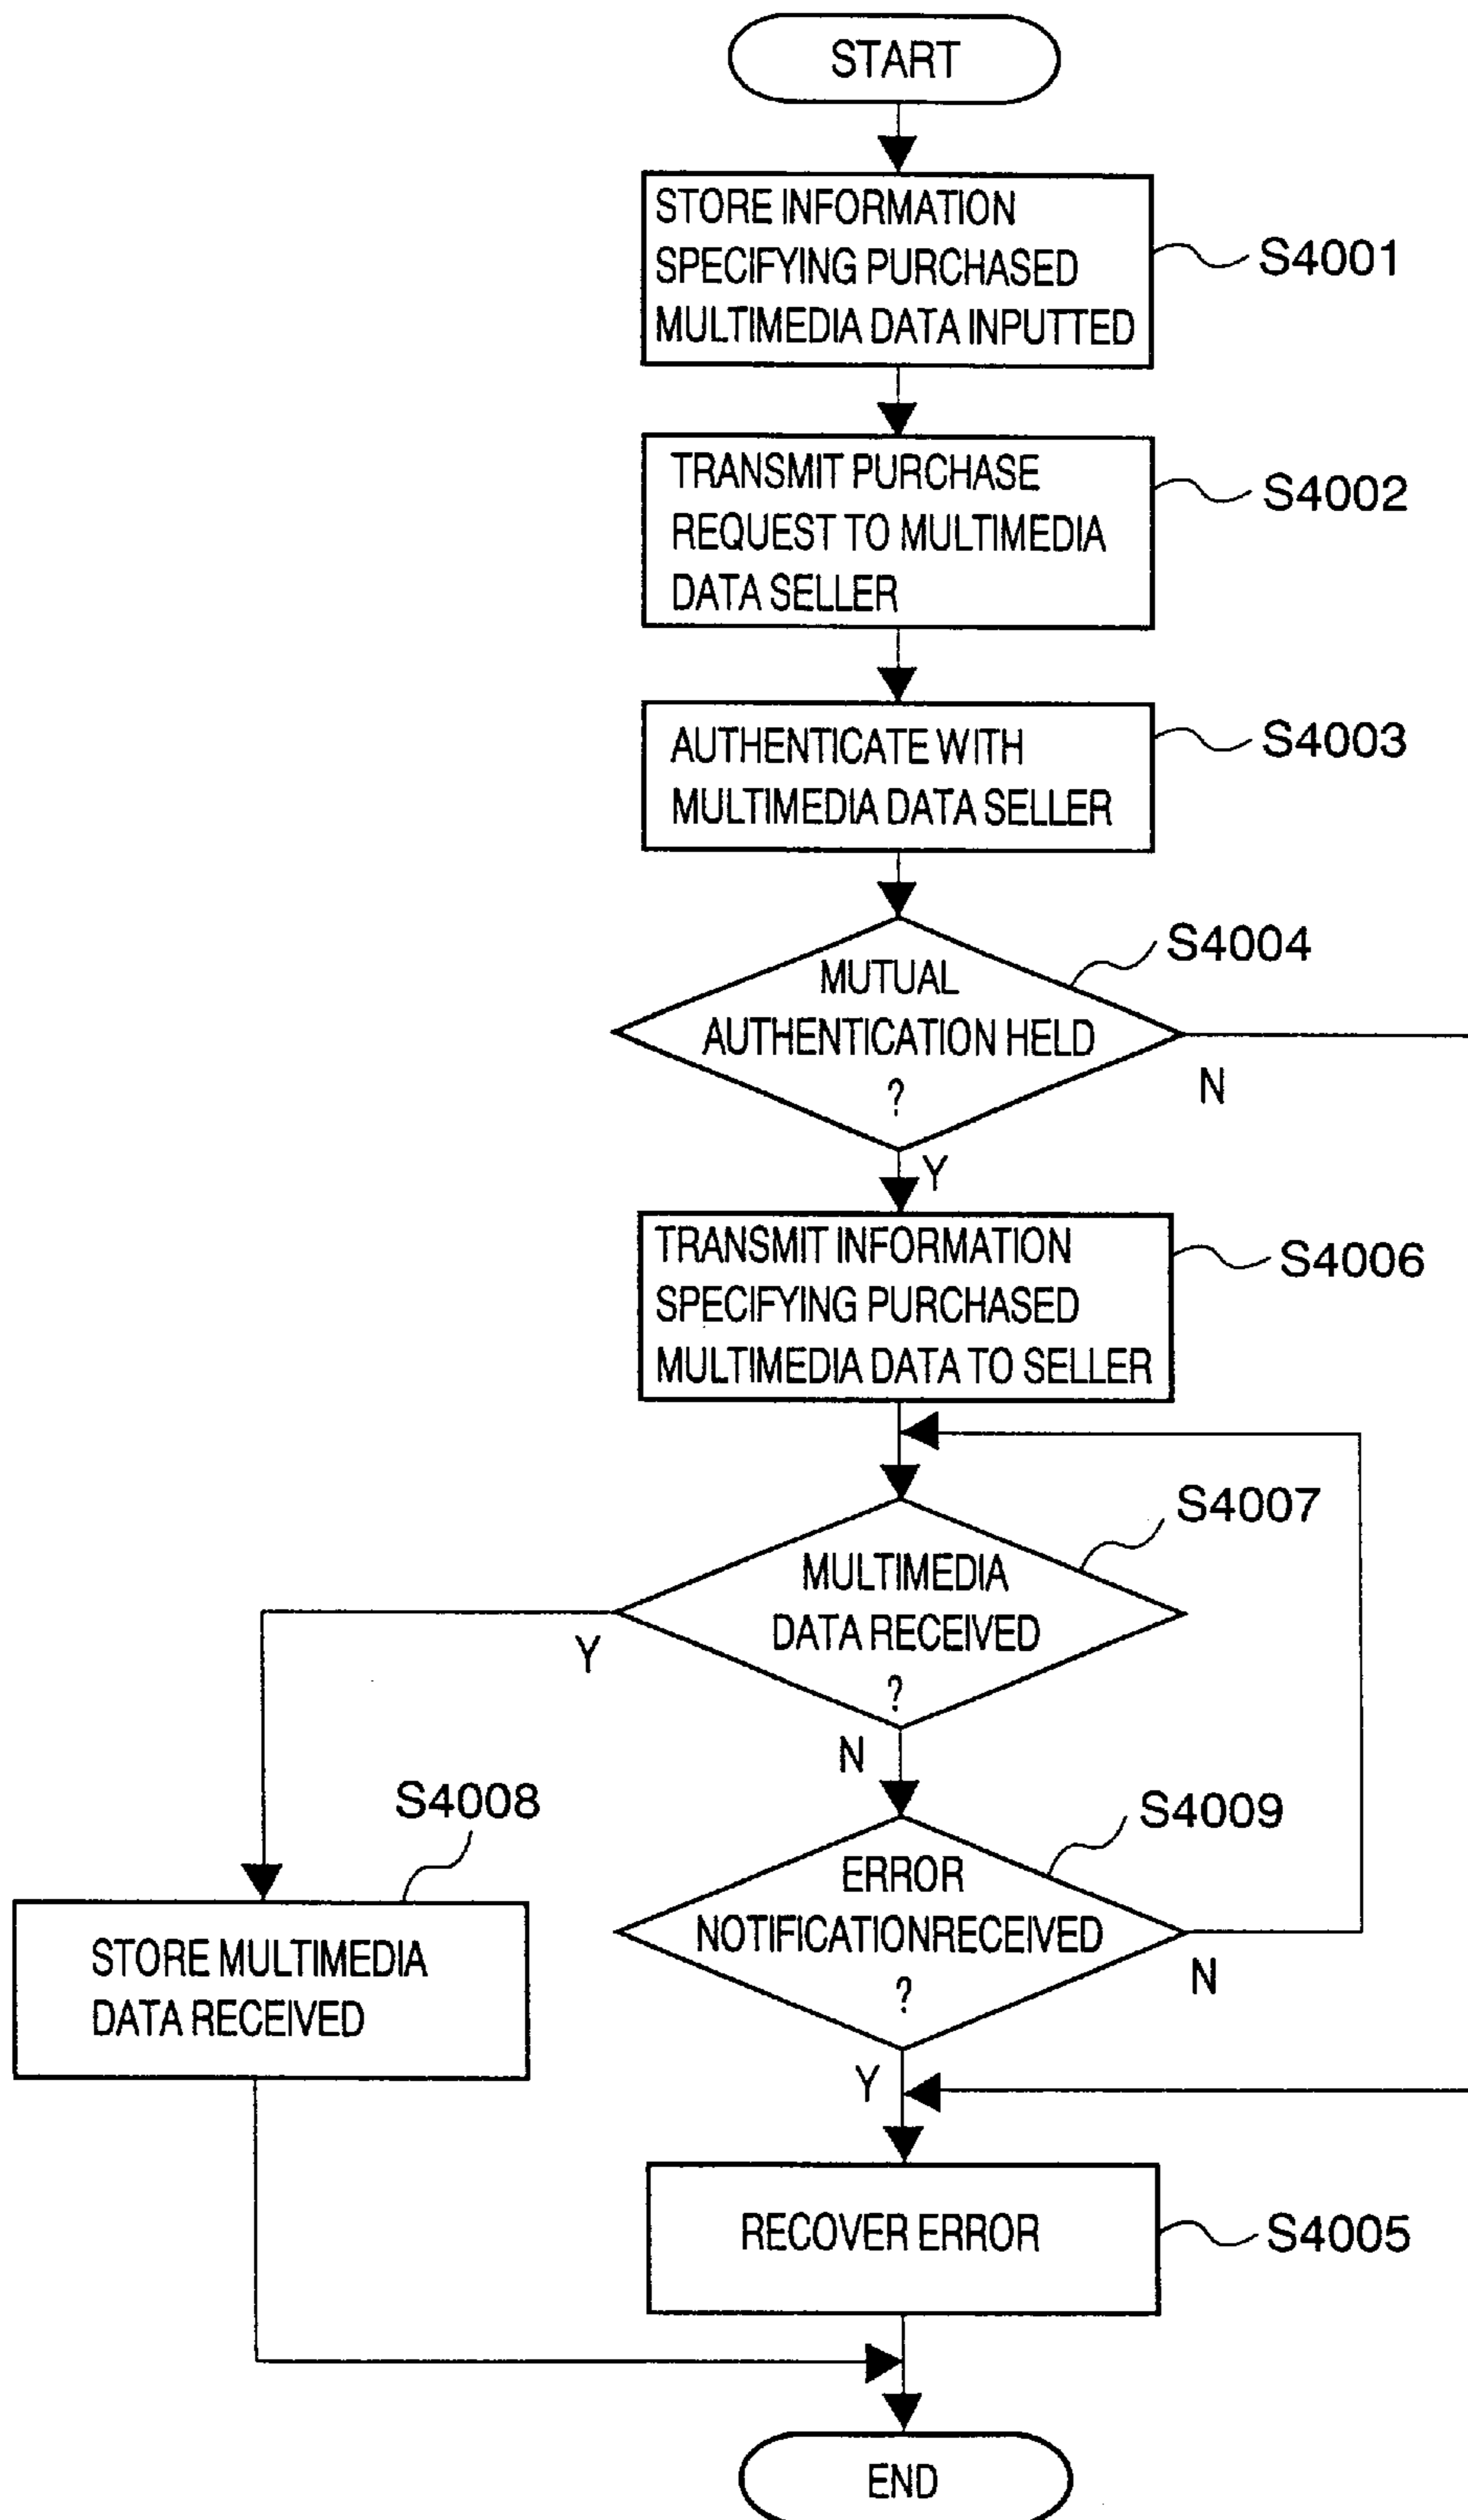 START
STORE INFORMATION
SPECIFYING PURCHASED
MULTIMEDIA DATA INPUTTED
S4001
TRANSMIT PURCHASE
REQUEST TO MULTIMEDIA
DATA SELLER
S4002
AUTHENTICATE WITH
MULTIMEDIA DATA SELLER
S4003
MUTUAL
AUTHENTICATION HELD
?
S4004
N
Y
TRANSMIT INFORMATION
SPECIFYING PURCHASED
MULTIMEDIA DATA TO SELLER
S4006
MULTIMEDIA
DATA RECEIVED
?
S4007
Y
N
S4008
STORE MULTIMEDIA
DATA RECEIVED
ERROR
NOTIFICATIONRECEIVED
?
S4009
N
Y
RECOVER ERROR
S4005
END